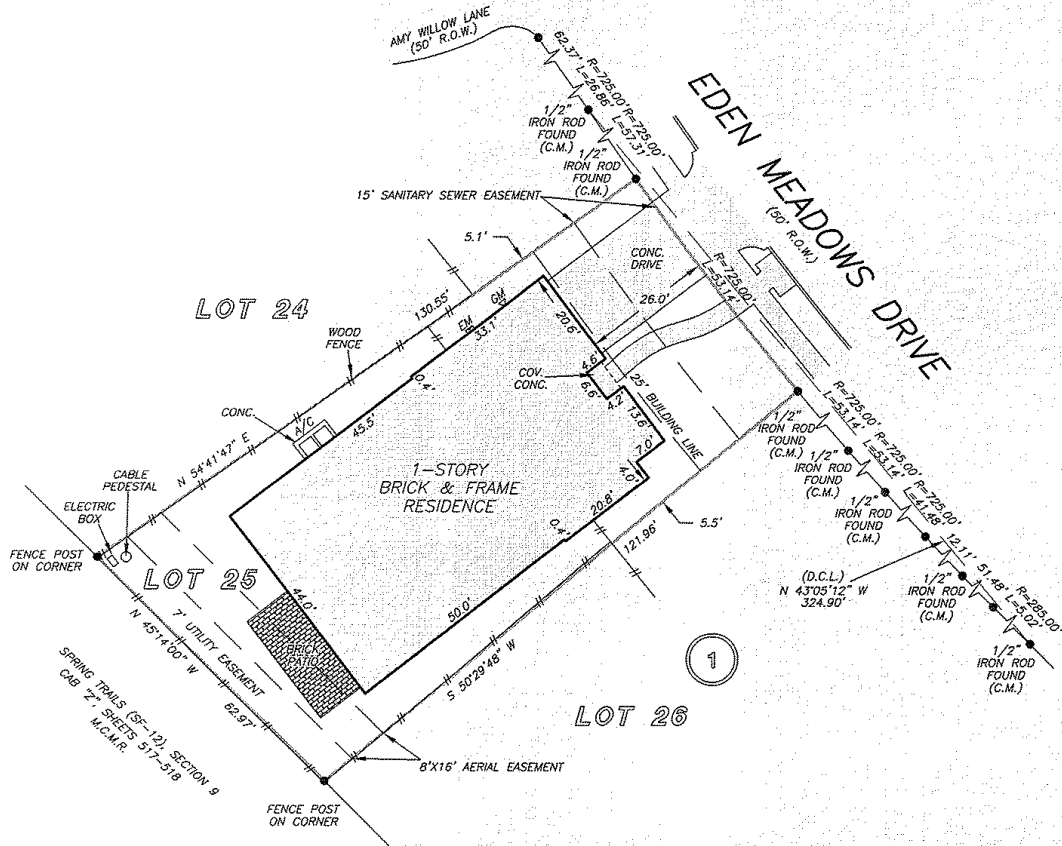 AMY WILLOW LANE
(50' R.O.W.)
62.37'
R=725.00'
L=26.86'
R=725.00'
L=57.31'
1/2"
IRON ROD
FOUND
(C.M.)
1/2"
IRON ROD
FOUND
(C.M.)
EDEN MEADOWS DRIVE
(50' R.O.W.)
15' SANITARY SEWER EASEMENT
5.1'
CONC.
DRIVE
R=725.00'
L=53.14'
26.0'
LOT 24
130.55'
GM
EM
33.1'
20.6'
WOOD
FENCE
0.4'
COV.
CONC.
4.6'
6.6'
4.2'
25' BUILDING LINE
13.6'
7.0'
4.0'
CONC.
A/C
45.5'
1-STORY
BRICK & FRAME
RESIDENCE
20.8'
0.4'
N 54°41'47" E
CABLE
PEDESTAL
ELECTRIC
BOX
FENCE POST
ON CORNER
LOT 25
121.96'
5.5'
R=725.00'
L=53.14'
R=725.00'
L=53.14'
R=725.00'
L=41.48'
12.11'
51.48'
R=285.00'
L=5.02'
1/2"
IRON ROD
FOUND
(C.M.)
1/2"
IRON ROD
FOUND
(C.M.)
1/2"
IRON ROD
FOUND
(C.M.)
(D.C.L.)
N 43°05'12" W
324.90'
1/2"
IRON ROD
FOUND
(C.M.)
1/2"
IRON ROD
FOUND
(C.M.)
1/2"
IRON ROD
FOUND
(C.M.)
44.0'
50.0'
BRICK
PATIO
7' UTILITY EASEMENT
N 45°14'00" W
62.97'
S 50°29'48" W
1
LOT 26
SPRING TRAILS (SF-12), SECTION 9
CAB "Z", SHEETS 517-518
M.C.M.R.
8'X16' AERIAL EASEMENT
FENCE POST
ON CORNER